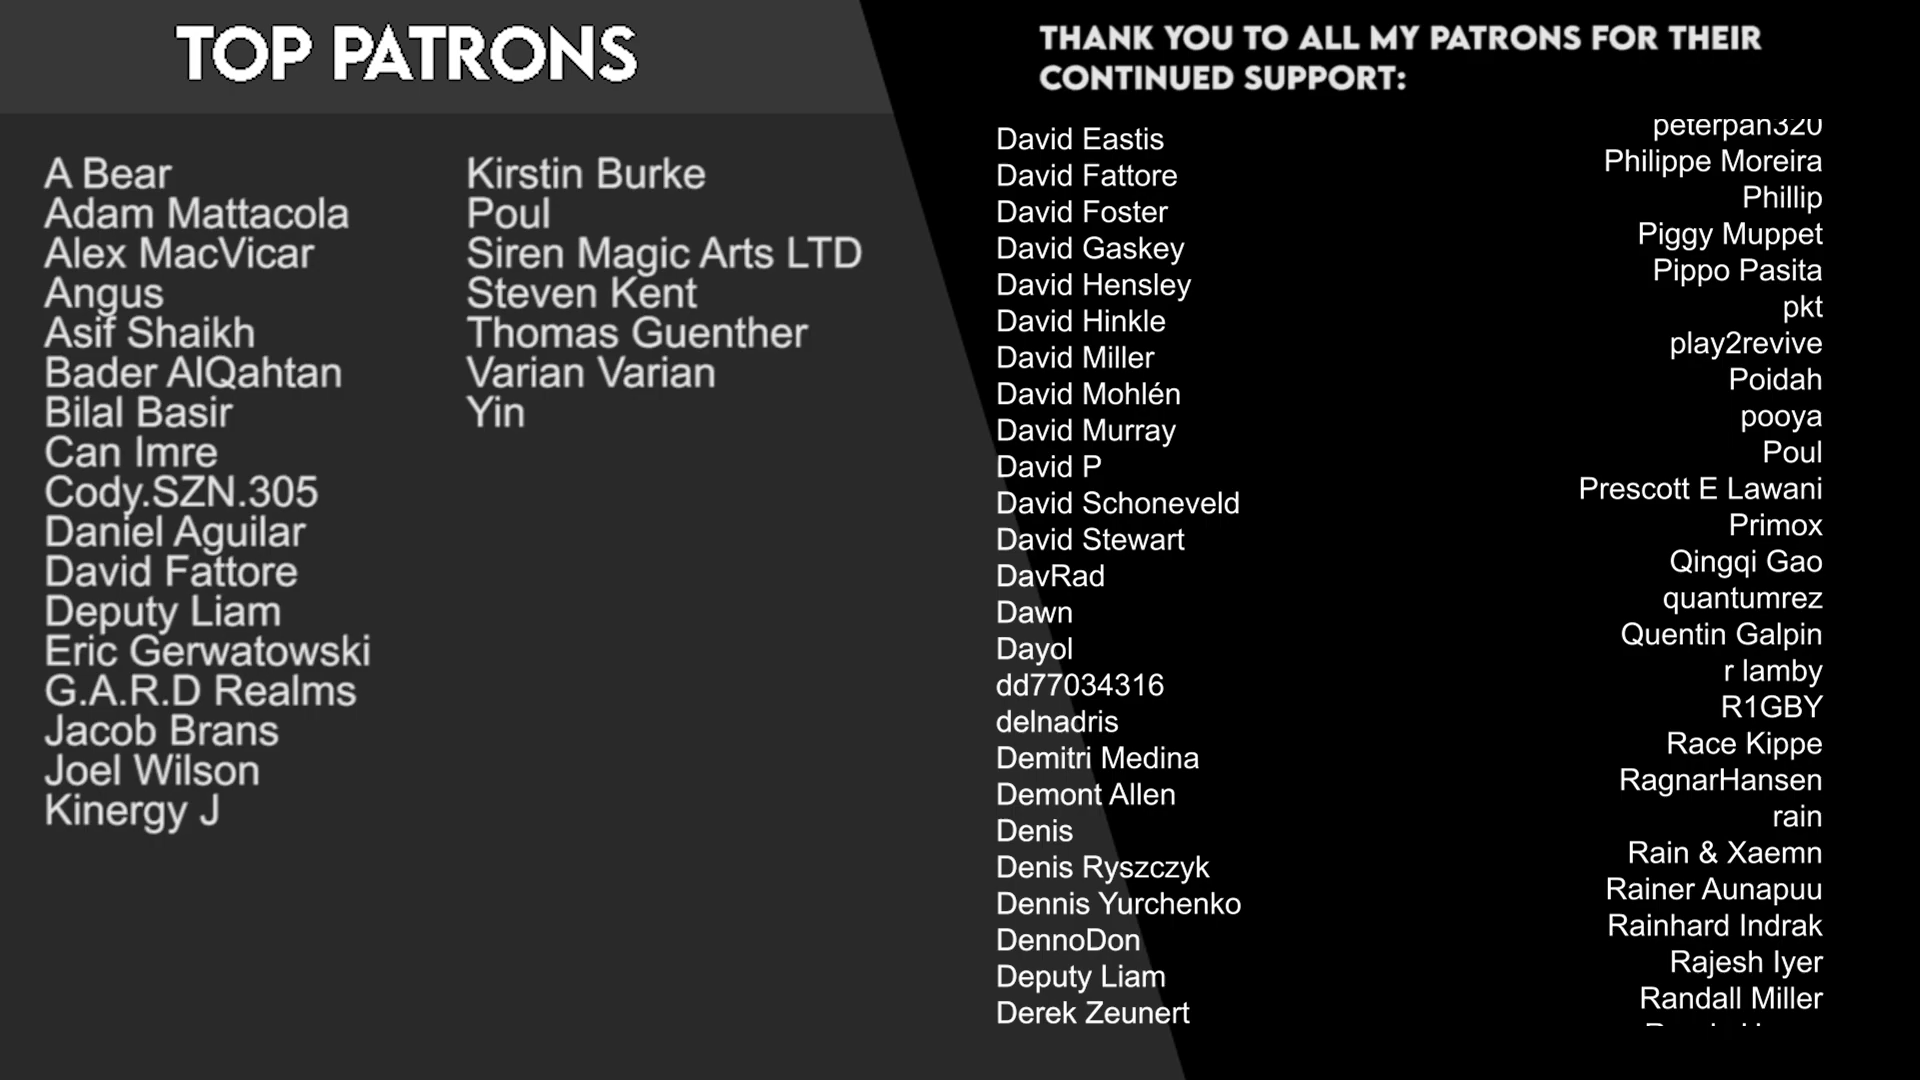 TOP PATRONS
A Bear
Adam Mattacola
Alex MacVicar
Angus
Asif Shaikh
Bader AlQahtan
Bilal Basir
Can Imre
Cody.SZN.305
Daniel Aguilar
David Fattore
Deputy Liam
Eric Gerwatowski
G.A.R.D Realms
Jacob Brans
Joel Wilson
Kinergy J
Kirstin Burke
Poul
Siren Magic Arts LTD
Steven Kent
Thomas Guenther
Varian Varian
Yin
THANK YOU TO ALL MY PATRONS FOR THEIR
CONTINUED SUPPORT:
David Eastis
David Fattore
David Foster
David Gaskey
David Hensley
David Hinkle
David Miller
David Mohlén
David Murray
David P
David Schoneveld
David Stewart
DavRad
Dawn
Dayol
dd77034316
delnadris
Demitri Medina
Demont Allen
Denis
Denis Ryszczyk
Dennis Yurchenko
DennoDon
Deputy Liam
Derek Zeunert
peterpan320
Philippe Moreira
Phillip
Piggy Muppet
Pippo Pasita
pkt
play2revive
Poidah
pooya
Poul
Prescott E Lawani
Primox
Qingqi Gao
quantumrez
Quentin Galpin
r lamby
R1GBY
Race Kippe
RagnarHansen
rain
Rain & Xaemn
Rainer Aunapuu
Rainhard Indrak
Rajesh Iyer
Randall Miller